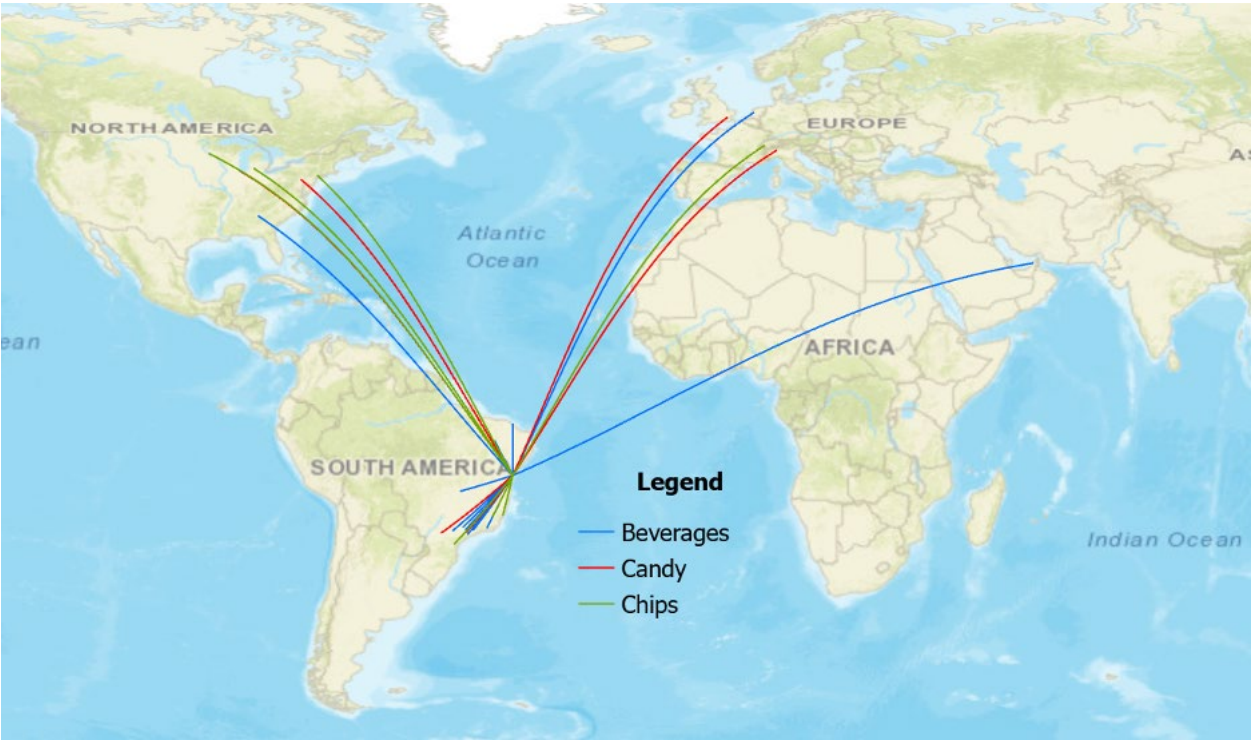 NORTH AMERICA
EUROPE
AS
Atlantic
Ocean
ean
AFRICA
SOUTH AMERICA
Legend
Beverages
Candy
Chips
Indian Ocean